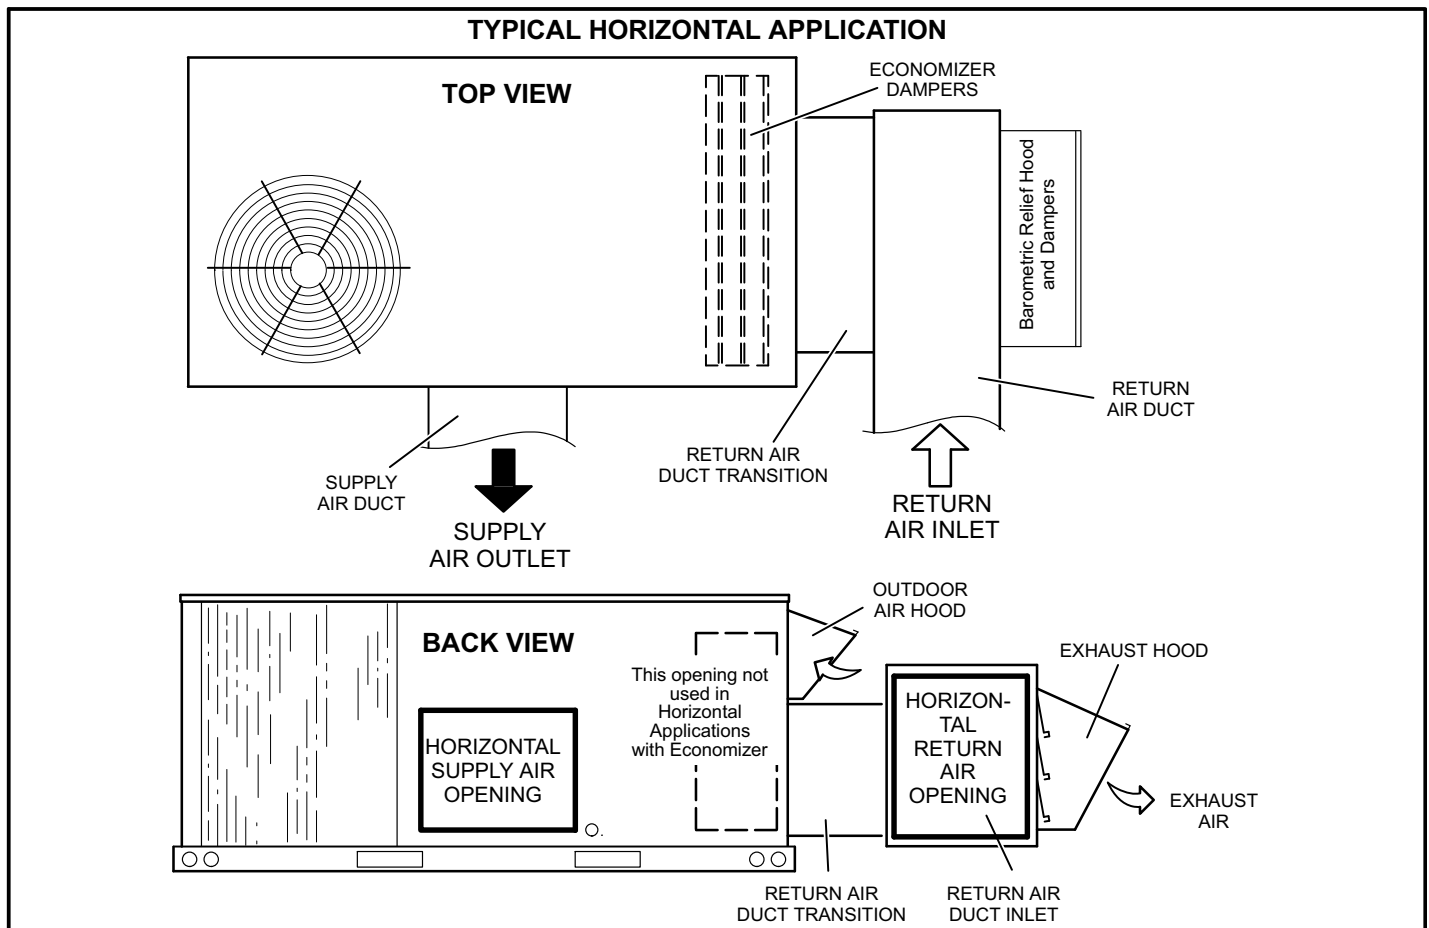 TYPICAL HORIZONTAL APPLICATION
TOP VIEW
ECONOMIZER
DAMPERS
Barometric Relief Hood
and Dampers
RETURN
AIR DUCT
RETURN AIR
DUCT TRANSITION
SUPPLY
AIR DUCT
SUPPLY
AIR OUTLET
RETURN
AIR INLET
BACK VIEW
OUTDOOR
AIR HOOD
EXHAUST HOOD
This opening not
used in
Horizontal
Applications
with Economizer
HORIZONTAL
SUPPLY AIR
OPENING
HORIZON-
TAL
RETURN
AIR
OPENING
EXHAUST
AIR
RETURN AIR
DUCT TRANSITION
RETURN AIR
DUCT INLET